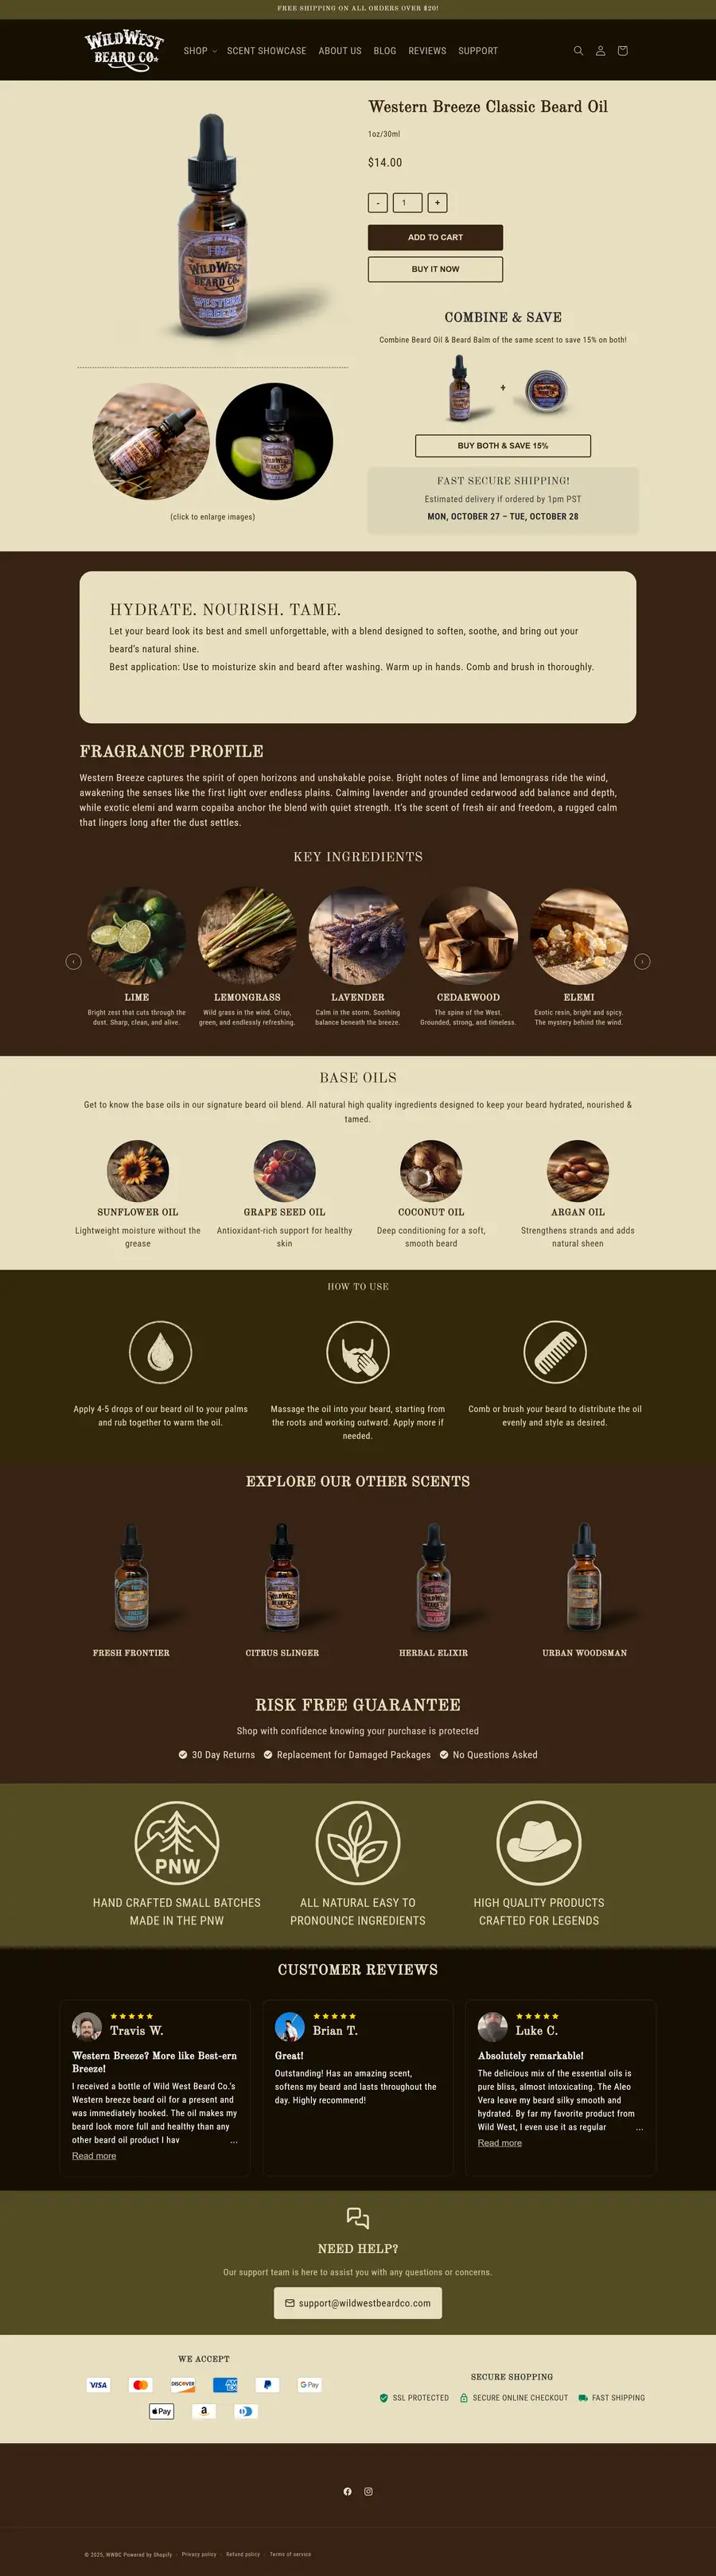 FREE SHIPPING ON ALL ORDERS OVER $20!
WILD WEST
BEARD CO.
SHOP
SCENT SHOWCASE
ABOUT US
BLOG
REVIEWS
SUPPORT
1 OZ
WILD WEST
BEARD CO.
WESTERN
BREEZE
(click to enlarge images)
Western Breeze Classic Beard Oil
1oz/30ml
$14.00
-
1
+
ADD TO CART
BUY IT NOW
COMBINE & SAVE
Combine Beard Oil & Beard Balm of the same scent to save 15% on both!
+
BUY BOTH & SAVE 15%
FAST SECURE SHIPPING!
Estimated delivery if ordered by 1pm PST
MON, OCTOBER 27 – TUE, OCTOBER 28
HYDRATE. NOURISH. TAME.
Let your beard look its best and smell unforgettable, with a blend designed to soften, soothe, and bring out your
beard's natural shine.
Best application: Use to moisturize skin and beard after washing. Warm up in hands. Comb and brush in thoroughly.
FRAGRANCE PROFILE
Western Breeze captures the spirit of open horizons and unshakable poise. Bright notes of lime and lemongrass ride the wind,
awakening the senses like the first light over endless plains. Calming lavender and grounded cedarwood add balance and depth,
while exotic elemi and warm copaiba anchor the blend with quiet strength. It's the scent of fresh air and freedom, a rugged calm
that lingers long after the dust settles.
KEY INGREDIENTS
LIME
Bright zest that cuts through the
dust. Sharp, clean, and alive.
LEMONGRASS
Wild grass in the wind. Crisp,
green, and endlessly refreshing.
LAVENDER
Calm in the storm. Soothing
balance beneath the breeze.
CEDARWOOD
The spine of the West.
Grounded, strong, and timeless.
ELEMI
Exotic resin, bright and spicy.
The mystery behind the wind.
BASE OILS
Get to know the base oils in our signature beard oil blend. All natural high quality ingredients designed to keep your beard hydrated, nourished &
tamed.
SUNFLOWER OIL
Lightweight moisture without the
grease
GRAPE SEED OIL
Antioxidant-rich support for healthy
skin
COCONUT OIL
Deep conditioning for a soft,
smooth beard
ARGAN OIL
Strengthens strands and adds
natural sheen
HOW TO USE
Apply 4-5 drops of our beard oil to your palms
and rub together to warm the oil.
Massage the oil into your beard, starting from
the roots and working outward. Apply more if
needed.
Comb or brush your beard to distribute the oil
evenly and style as desired.
EXPLORE OUR OTHER SCENTS
FRESH FRONTIER
CITRUS SLINGER
HERBAL ELIXIR
URBAN WOODSMAN
RISK FREE GUARANTEE
Shop with confidence knowing your purchase is protected
30 Day Returns
Replacement for Damaged Packages
No Questions Asked
PNW
HAND CRAFTED SMALL BATCHES
MADE IN THE PNW
ALL NATURAL EASY TO
PRONOUNCE INGREDIENTS
HIGH QUALITY PRODUCTS
CRAFTED FOR LEGENDS
CUSTOMER REVIEWS
Travis W.
Western Breeze? More like Best-ern
Breeze!
I received a bottle of Wild West Beard Co.'s
Western breeze beard oil for a present and
was immediately hooked. The oil makes my
beard look more full and healthy than any
other beard oil product I hav ...
Read more
Brian T.
Great!
Outstanding! Has an amazing scent,
softens my beard and lasts throughout the
day. Highly recommend!
Luke C.
Absolutely remarkable!
The delicious mix of the essential oils is
pure bliss, almost intoxicating. The Aleo
Vera leave my beard silky smooth and
hydrated. By far my favorite product from
Wild West, I even use it as regular ...
Read more
NEED HELP?
Our support team is here to assist you with any questions or concerns.
support@wildwestbeardco.com
WE ACCEPT
VISA
DISCOVER
AMEX
G Pay
Pay
SECURE SHOPPING
SSL PROTECTED
SECURE ONLINE CHECKOUT
FAST SHIPPING
© 2025, WWBC Powered by Shopify
Privacy policy
Refund policy
Terms of service